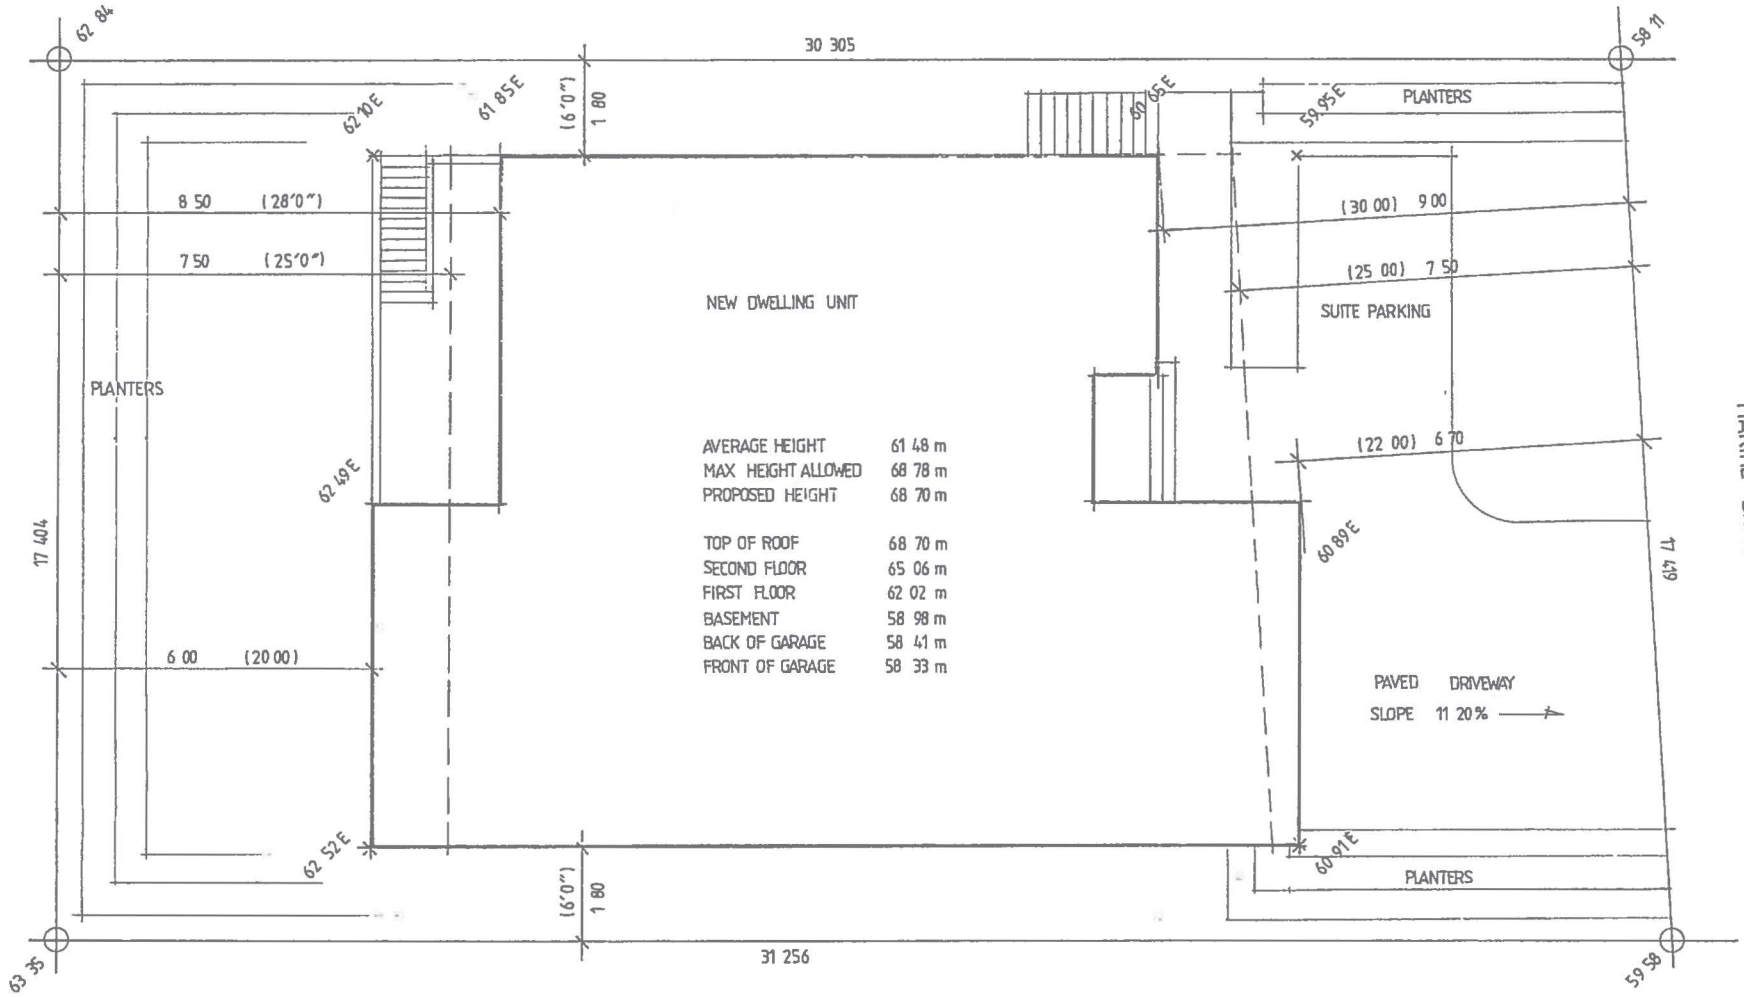 62 84
30 305
58 11
62 10 E
61 85 E
(6'0")
1 80
60 65 E
59.95 E
PLANTERS
8 50 (28'0")
(30 00) 9 00
7 50 (25'0")
(25 00) 7 50
NEW DWELLING UNIT
SUITE PARKING
PLANTERS
AVERAGE HEIGHT 61 48 m
MAX HEIGHT ALLOWED 68 78 m
PROPOSED HEIGHT 68 70 m
(22 00) 6 70
62 49 E
17 404
60 89 E
17 419
TOP OF ROOF 68 70 m
SECOND FLOOR 65 06 m
FIRST FLOOR 62 02 m
BASEMENT 58 98 m
BACK OF GARAGE 58 41 m
FRONT OF GARAGE 58 33 m
6 00 (20 00)
PAVED DRIVEWAY
SLOPE 11 20%
62 52 E
60 91 E
(6'0")
1 80
PLANTERS
63 35
31 256
59 58